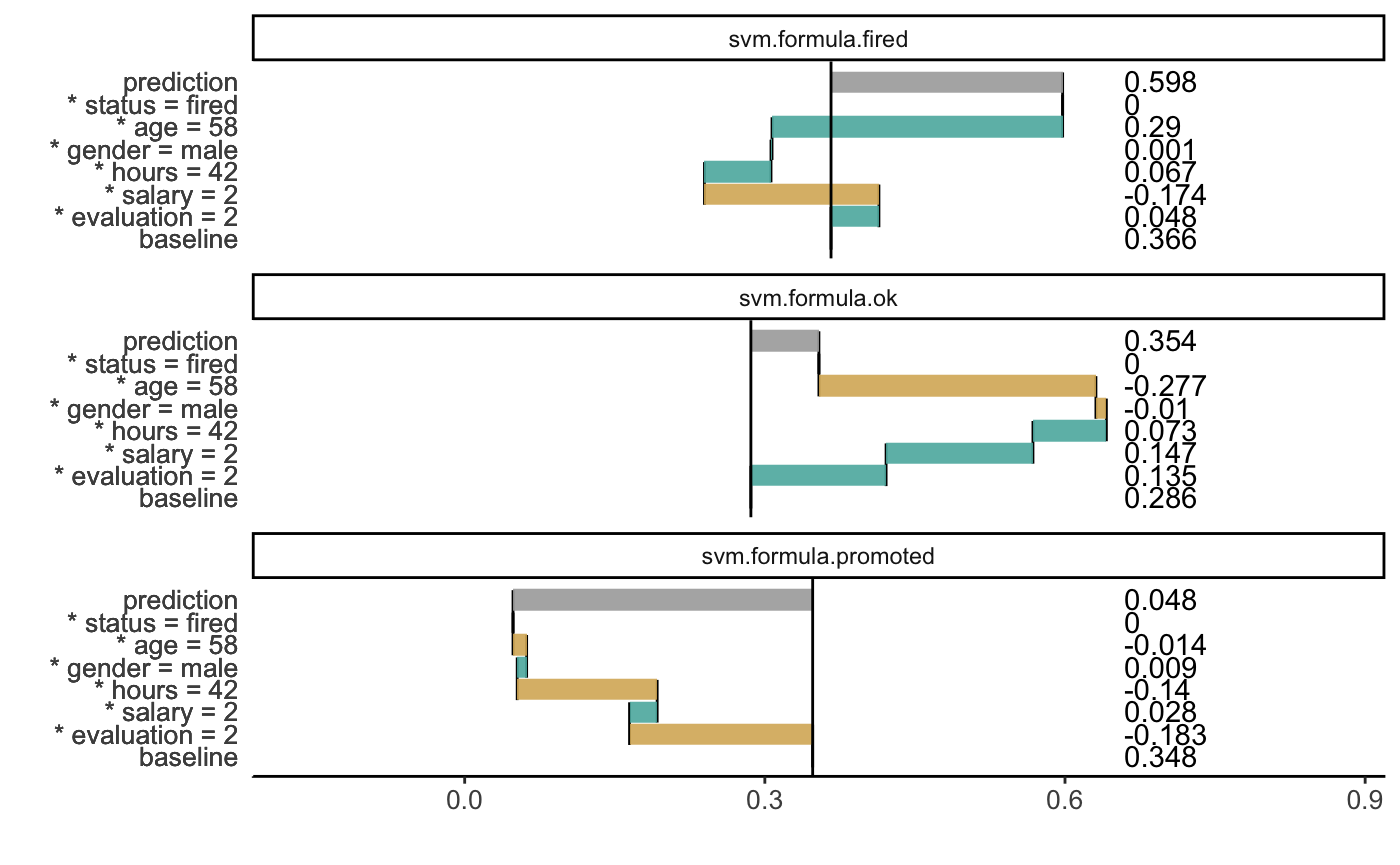 svm.formula.fired
prediction 0.598
* status = fired 0
* age = 58 0.29
* gender = male 0.001
* hours = 42 0.067
* salary = 2 -0.174
* evaluation = 2 0.048
baseline 0.366
svm.formula.ok
prediction 0.354
* status = fired 0
* age = 58 -0.277
* gender = male -0.01
* hours = 42 0.073
* salary = 2 0.147
* evaluation = 2 0.135
baseline 0.286
svm.formula.promoted
prediction 0.048
* status = fired 0
* age = 58 -0.014
* gender = male 0.009
* hours = 42 -0.14
* salary = 2 0.028
* evaluation = 2 -0.183
baseline 0.348
0.0 0.3 0.6 0.9